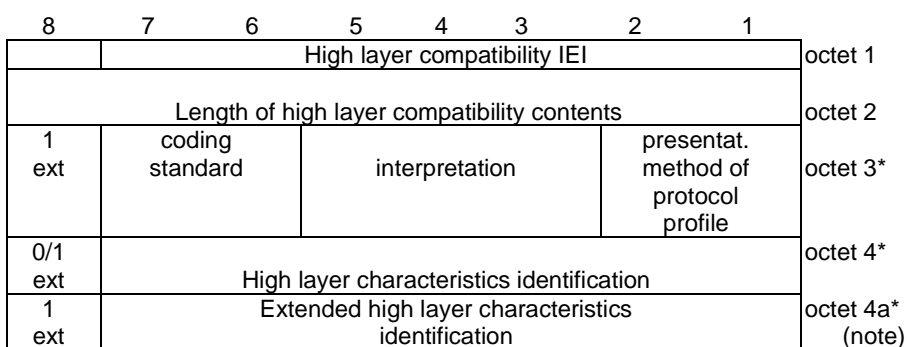 8 7 6 5 4 3 2 1
High layer compatibility IEI octet 1
Length of high layer compatibility contents octet 2
1 coding presentat.
ext standard interpretation method of octet 3*
protocol
profile
0/1 octet 4*
ext High layer characteristics identification
1 Extended high layer characteristics octet 4a*
ext identification (note)